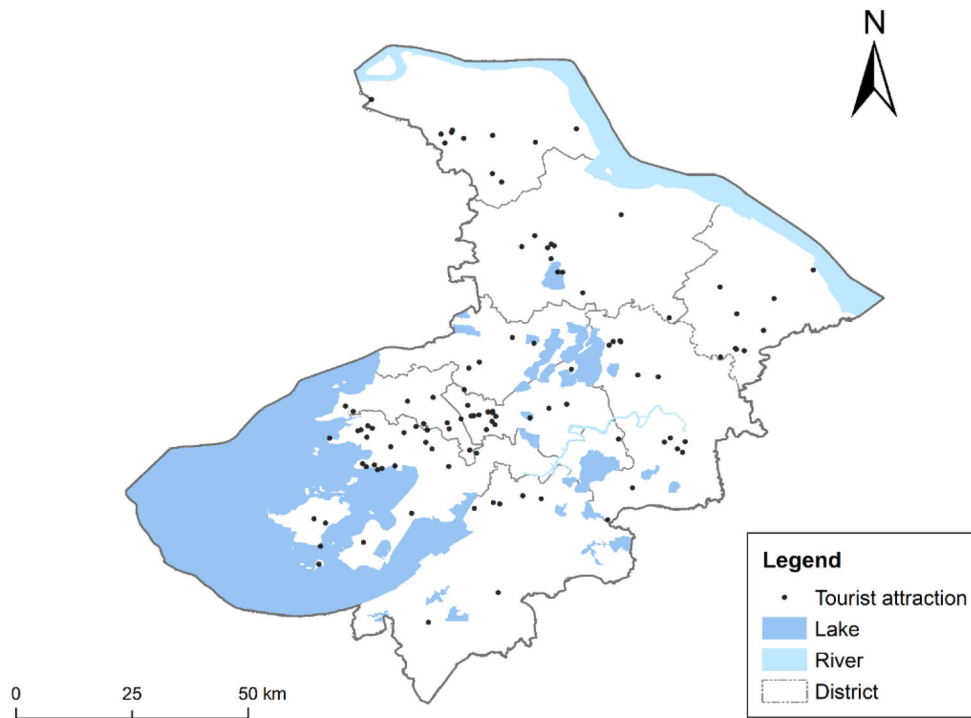 N
Legend
Tourist attraction
Lake
River
District
0 25 50 km